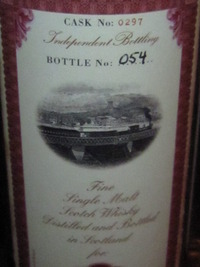 CASK No: 0297
Independent Bottling
BOTTLE No: 054
Fine
Single Malt
Scotch Whisky
Distilled and Bottled
in Scotland
for